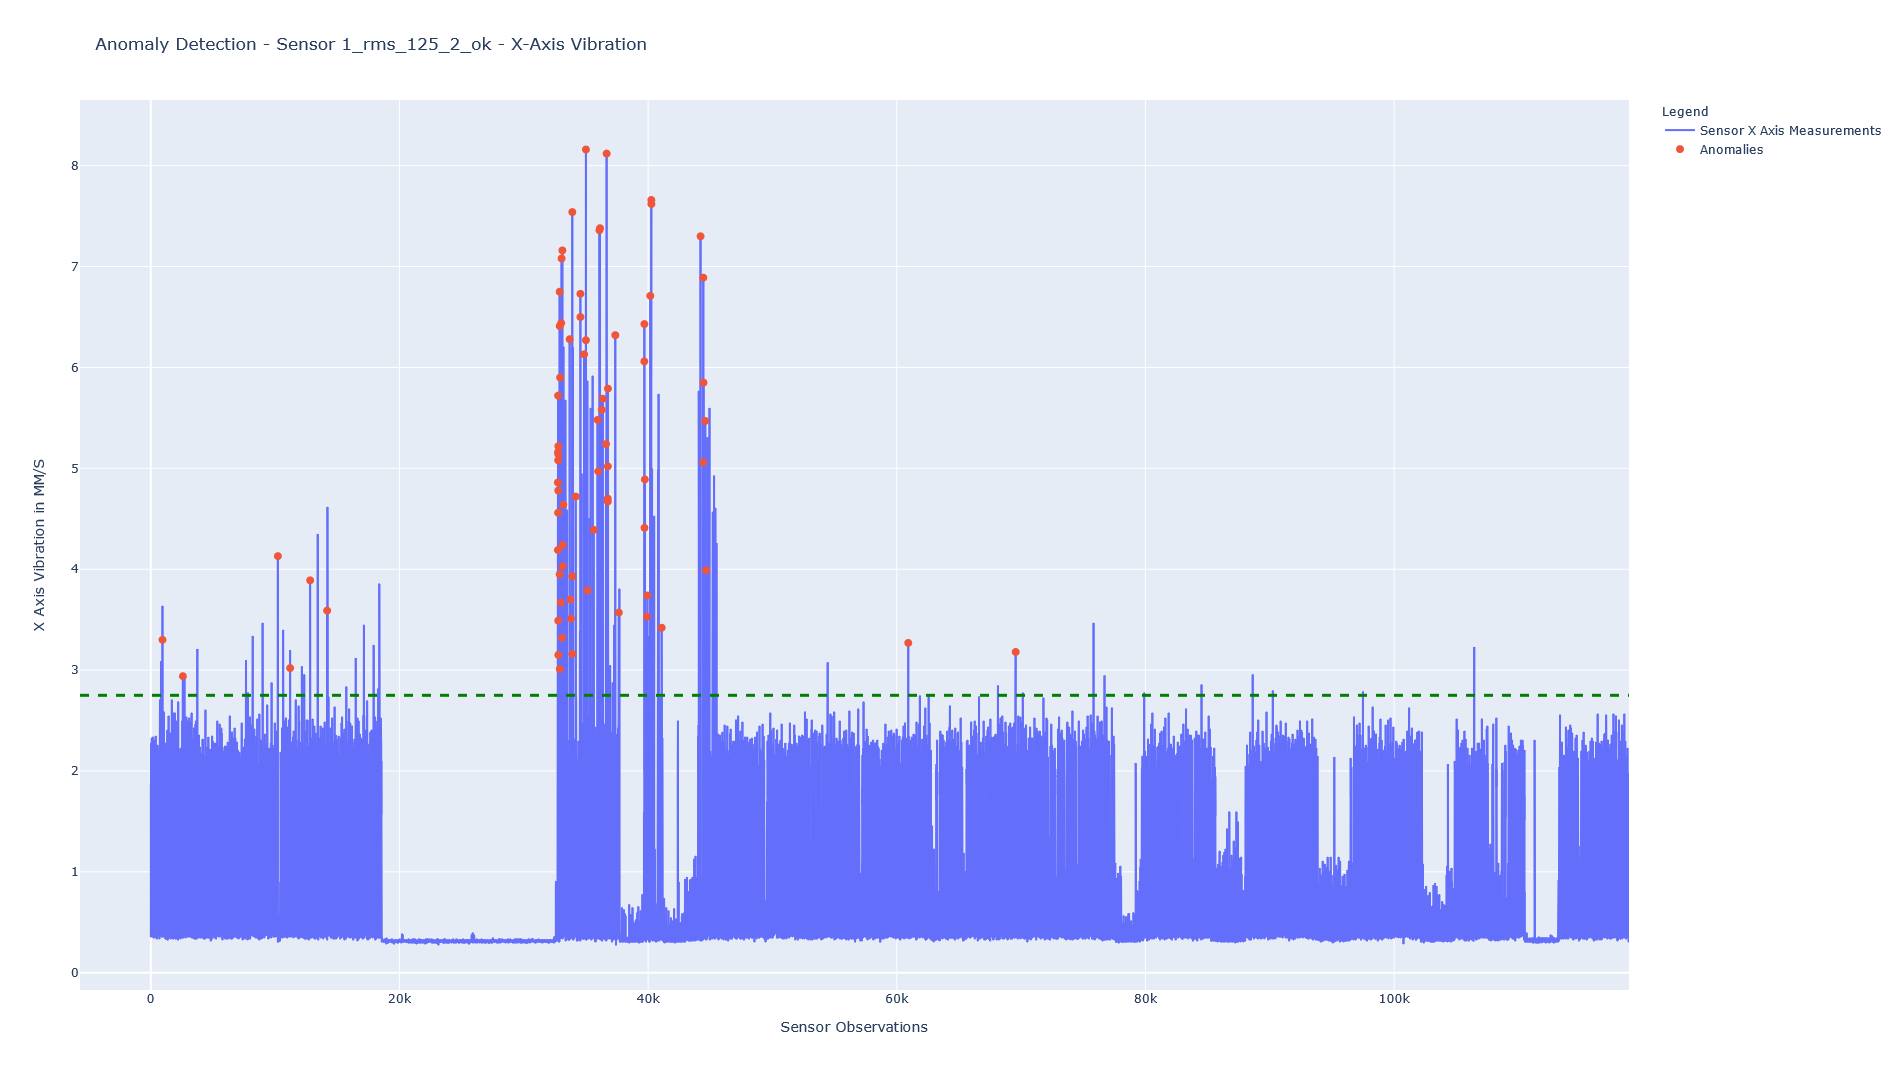 Anomaly Detection - Sensor 1_rms_125_2_ok - X-Axis Vibration
Legend
Sensor X Axis Measurements
Anomalies
X Axis Vibration in MM/S
8
7
6
5
4
3
2
1
0
0
20k
40k
60k
80k
100k
Sensor Observations